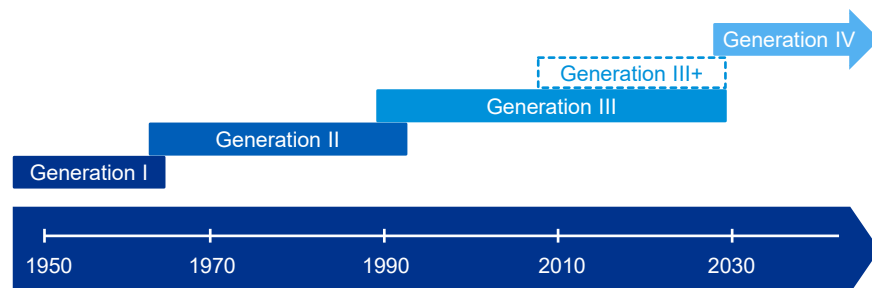 Generation IV
Generation III+
Generation III
Generation II
Generation I
1950 1970 1990 2010 2030